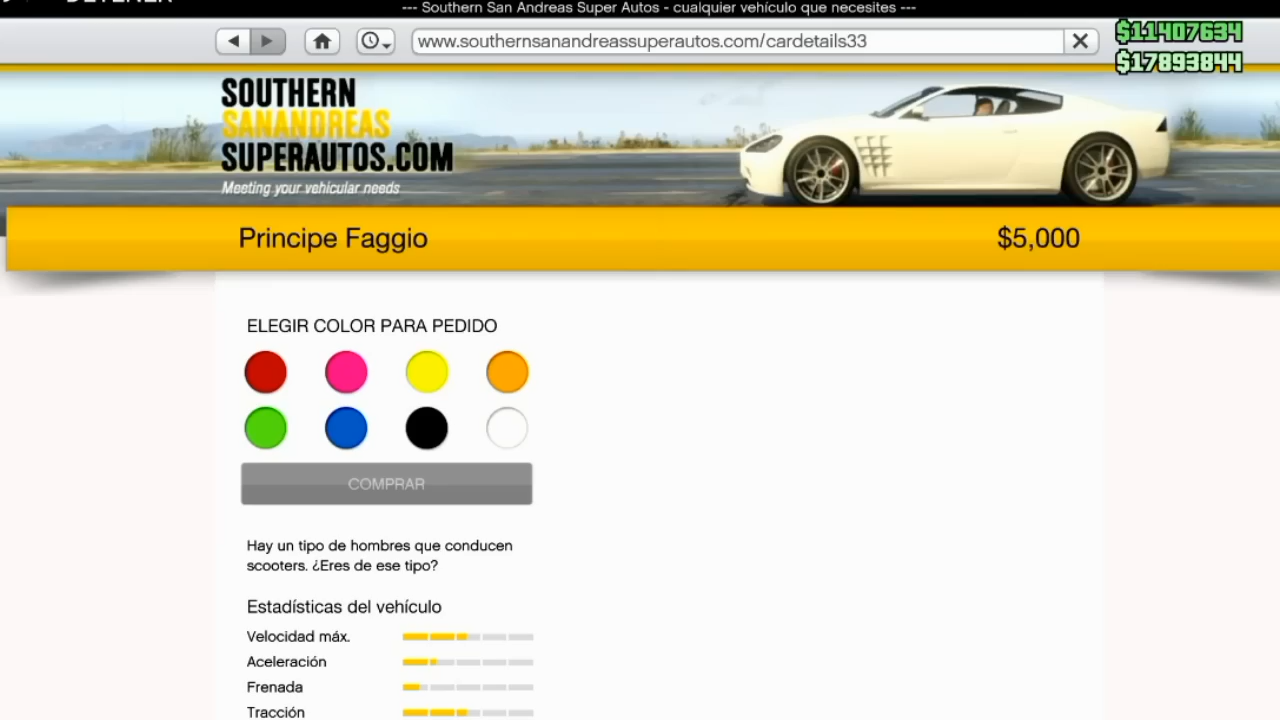 --- Southern San Andreas Super Autos - cualquier vehículo que necesites ---
www.southernsanandreassuperautos.com/cardetails33
$11407634
$17893844
SOUTHERN
SANANDREAS
SUPERAUTOS.COM
Meeting your vehicular needs
Principe Faggio
$5,000
ELEGIR COLOR PARA PEDIDO
COMPRAR
Hay un tipo de hombres que conducen
scooters. ¿Eres de ese tipo?
Estadísticas del vehículo
Velocidad máx.
Aceleración
Frenada
Tracción